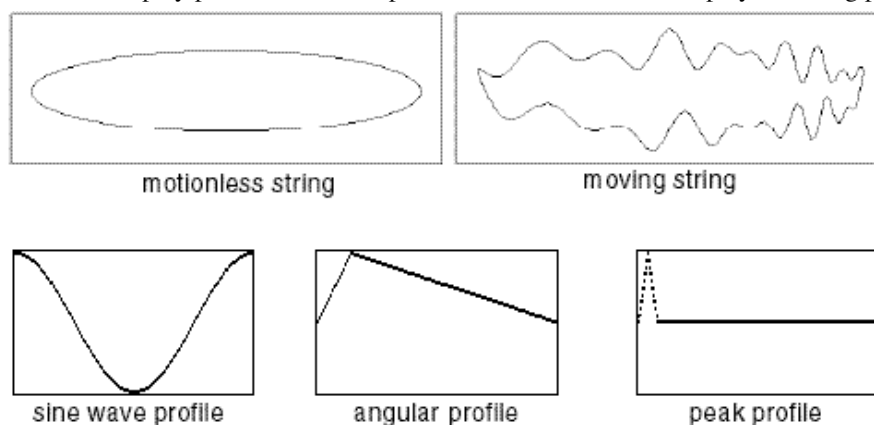 motionless string
moving string
sine wave profile
angular profile
peak profile